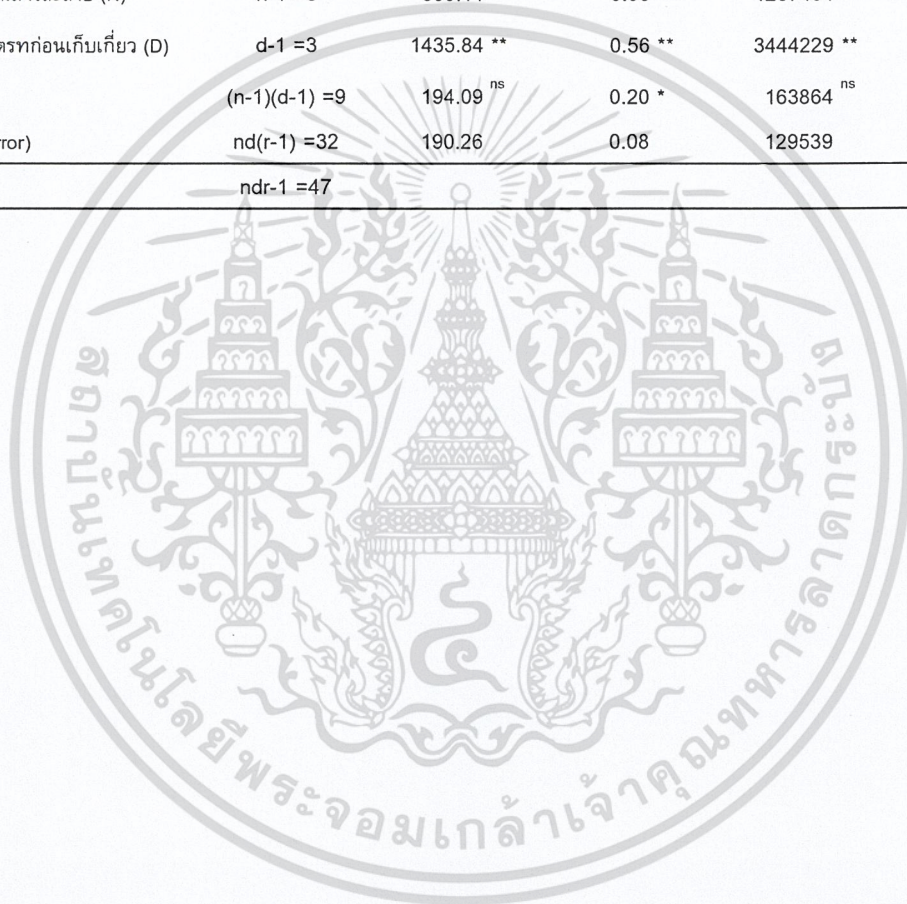 ตรทก่อนเก็บเกี่ยว (D) d-1 =3 1435.84 ** 0.56 ** 3444229 **
(n-1)(d-1) =9 194.09 ns 0.20 * 163864 ns
rror) nd(r-1) =32 190.26 0.08 129539
ndr-1 =47
สถาบันเทคโนโลยีพระจอมเกล้าเจ้าคุณทหารลาดกระบัง